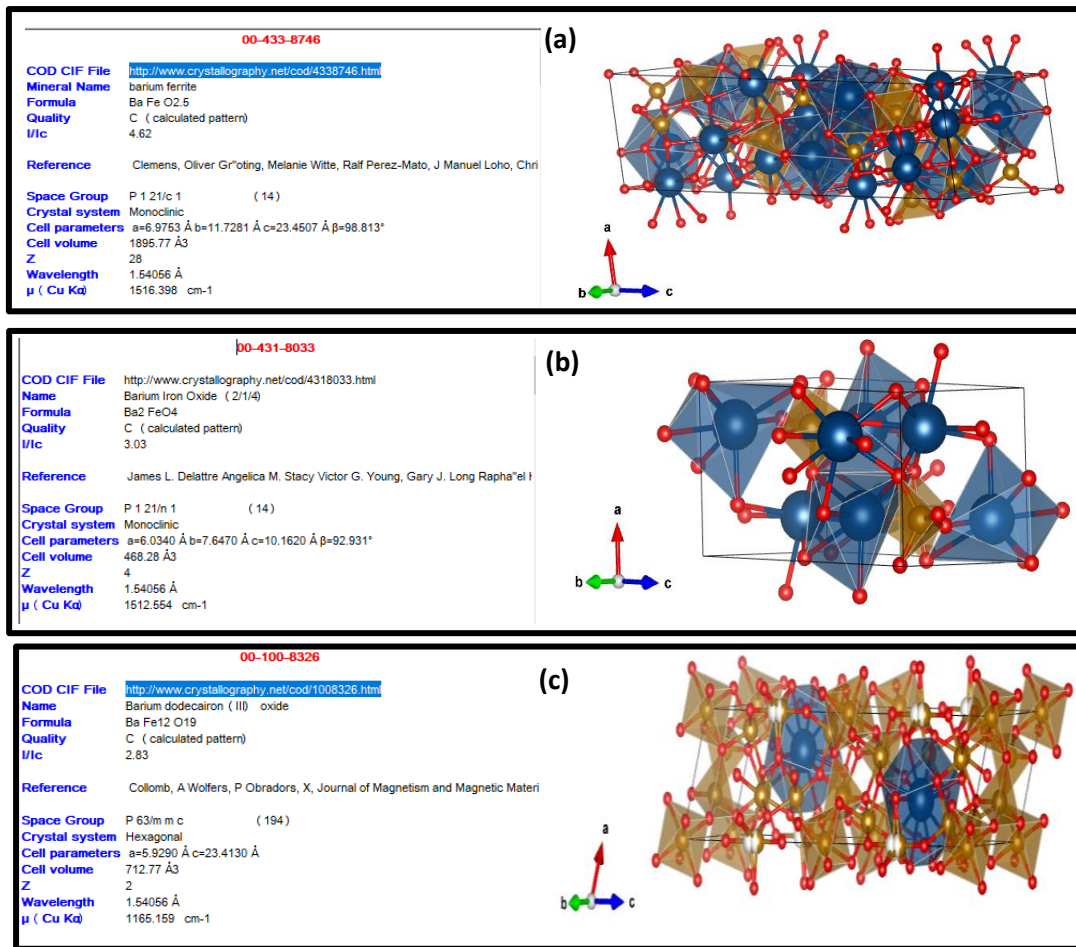 00-433-8746
(a)
COD CIF File http://www.crystallography.net/cod/4338746.html
Mineral Name barium ferrite
Formula Ba Fe O2.5
Quality C ( calculated pattern)
I/Ic 4.62
Reference Clemens, Oliver Gr"oting, Melanie Witte, Ralf Perez-Mato, J Manuel Loho, Chri
Space Group P 1 21/c 1 ( 14 )
Crystal system Monoclinic
Cell parameters a=6.9753 Å b=11.7281 Å c=23.4507 Å β=98.813°
Cell volume 1895.77 Å3
Z 28
Wavelength 1.54056 Å
μ ( Cu Kα) 1516.398 cm-1
a
b c
00-431-8033
(b)
COD CIF File http://www.crystallography.net/cod/4318033.html
Name Barium Iron Oxide ( 2/1/4 )
Formula Ba2 FeO4
Quality C ( calculated pattern)
I/Ic 3.03
Reference James L. Delattre Angelica M. Stacy Victor G. Young, Gary J. Long Rapha"el
Space Group P 1 21/n 1 ( 14 )
Crystal system Monoclinic
Cell parameters a=6.0340 Å b=7.6470 Å c=10.1620 Å β=92.931°
Cell volume 468.28 Å3
Z 4
Wavelength 1.54056 Å
μ ( Cu Kα) 1512.554 cm-1
a
b c
00-100-8326
(c)
COD CIF File http://www.crystallography.net/cod/1008326.html
Name Barium dodecairon ( III) oxide
Formula Ba Fe12 O19
Quality C ( calculated pattern)
I/Ic 2.83
Reference Collomb, A Wolfers, P Obradors, X, Journal of Magnetism and Magnetic Materi
Space Group P 63/m m c ( 194 )
Crystal system Hexagonal
Cell parameters a=5.9290 Å c=23.4130 Å
Cell volume 712.77 Å3
Z 2
Wavelength 1.54056 Å
μ ( Cu Kα) 1165.159 cm-1
a
b c